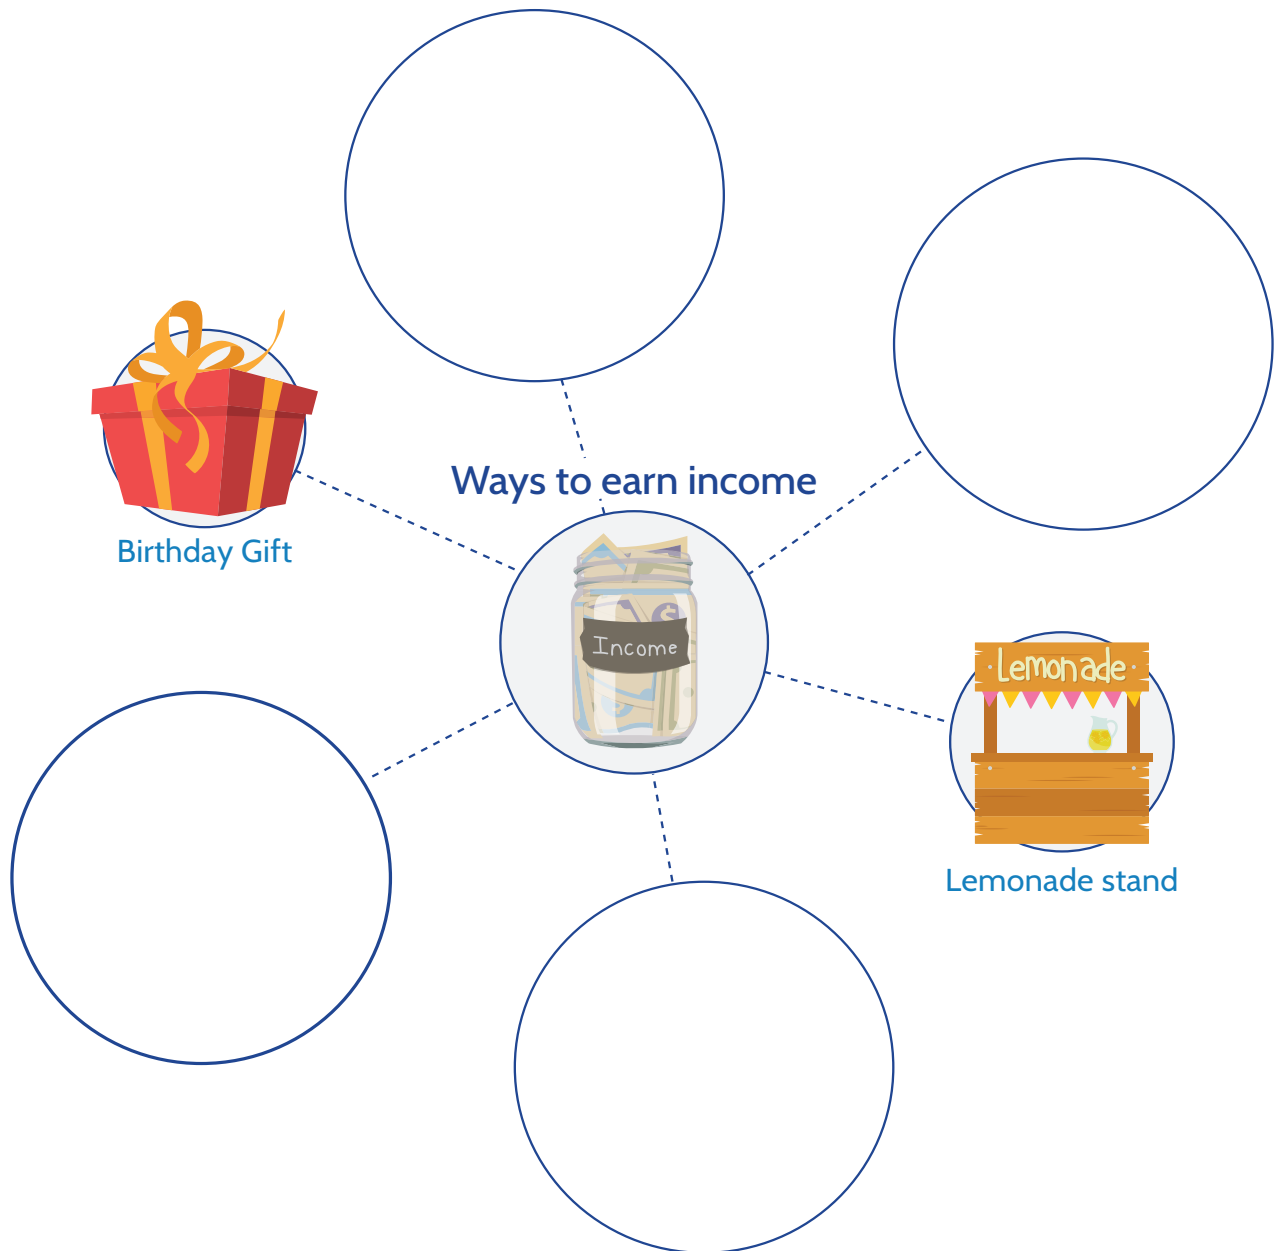 Ways to earn income
Birthday Gift
Income
$
Lemonade
Lemonade stand